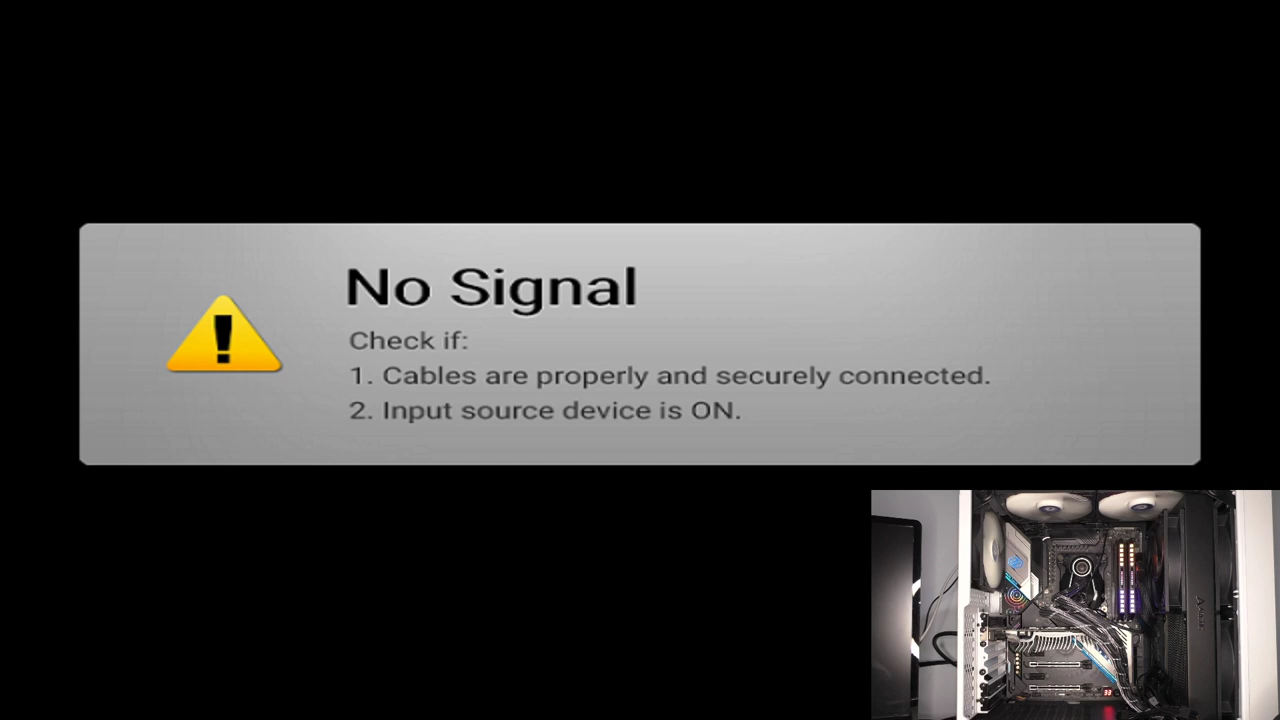 No Signal
Check if:
1. Cables are properly and securely connected.
2. Input source device is ON.